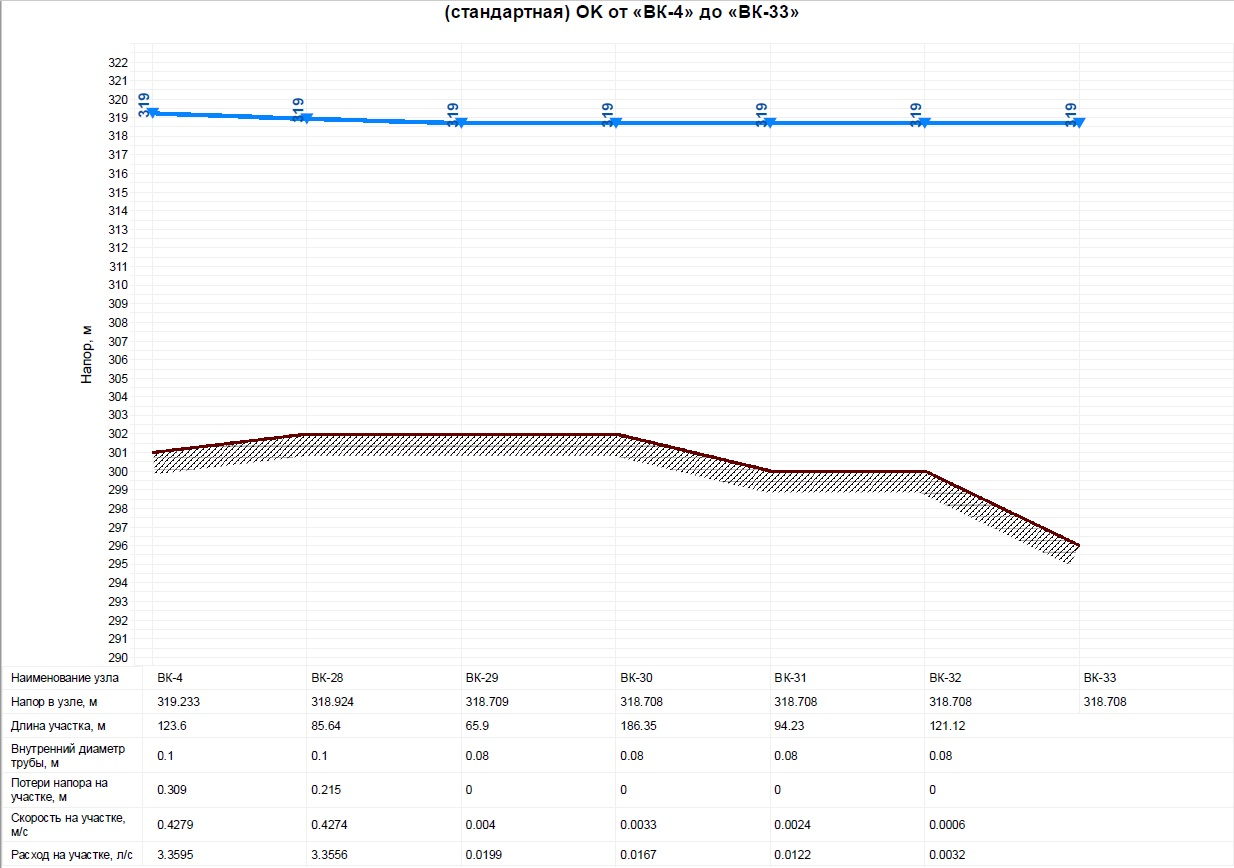 (стандартная) ОК от «ВК-4» до «ВК-33»
322
321
320
319
318
317
316
315
314
313
312
311
310
309
308
307
306
305
304
303
302
301
300
299
298
297
296
295
294
293
292
291
290
Напор, м
319 319 319 319 319 319 319
Наименование узла ВК-4 ВК-28 ВК-29 ВК-30 ВК-31 ВК-32 ВК-33
Напор в узле, м 319.233 318.924 318.709 318.708 318.708 318.708 318.708
Длина участка, м 123.6 85.64 65.9 186.35 94.23 121.12
Внутренний диаметр
трубы, м 0.1 0.1 0.08 0.08 0.08 0.08
Потери напора на
участке, м 0.309 0.215 0 0 0 0
Скорость на участке,
м/с 0.4279 0.4274 0.004 0.0033 0.0024 0.0006
Расход на участке, л/с 3.3595 3.3556 0.0199 0.0167 0.0122 0.0032